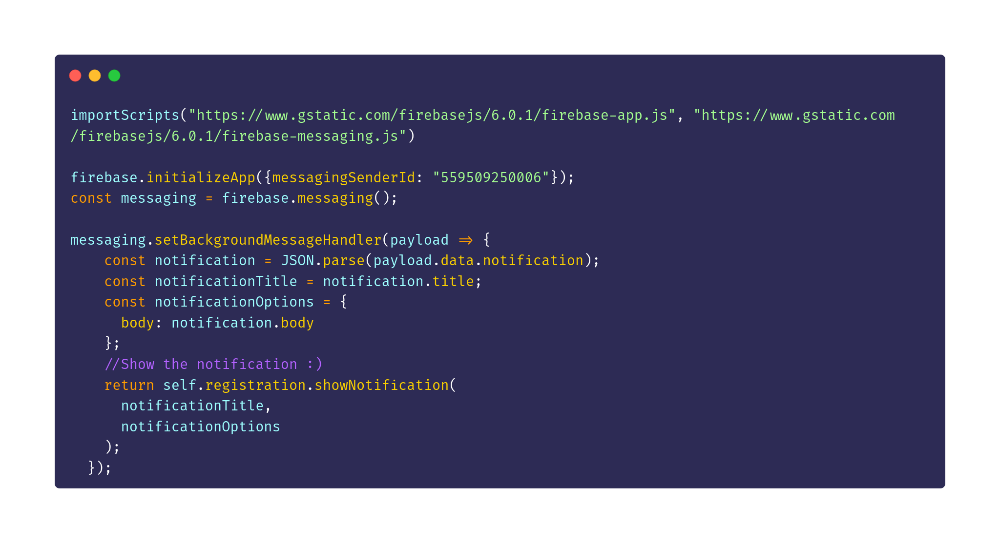 importScripts("https://www.gstatic.com/firebasejs/6.0.1/firebase-app.js", "https://www.gstatic.com
/firebasejs/6.0.1/firebase-messaging.js")

firebase.initializeApp({messagingSenderId: "559509250006"});
const messaging = firebase.messaging();

messaging.setBackgroundMessageHandler(payload => {
    const notification = JSON.parse(payload.data.notification);
    const notificationTitle = notification.title;
    const notificationOptions = {
      body: notification.body
    };
    //Show the notification :)
    return self.registration.showNotification(
      notificationTitle,
      notificationOptions
    );
  });